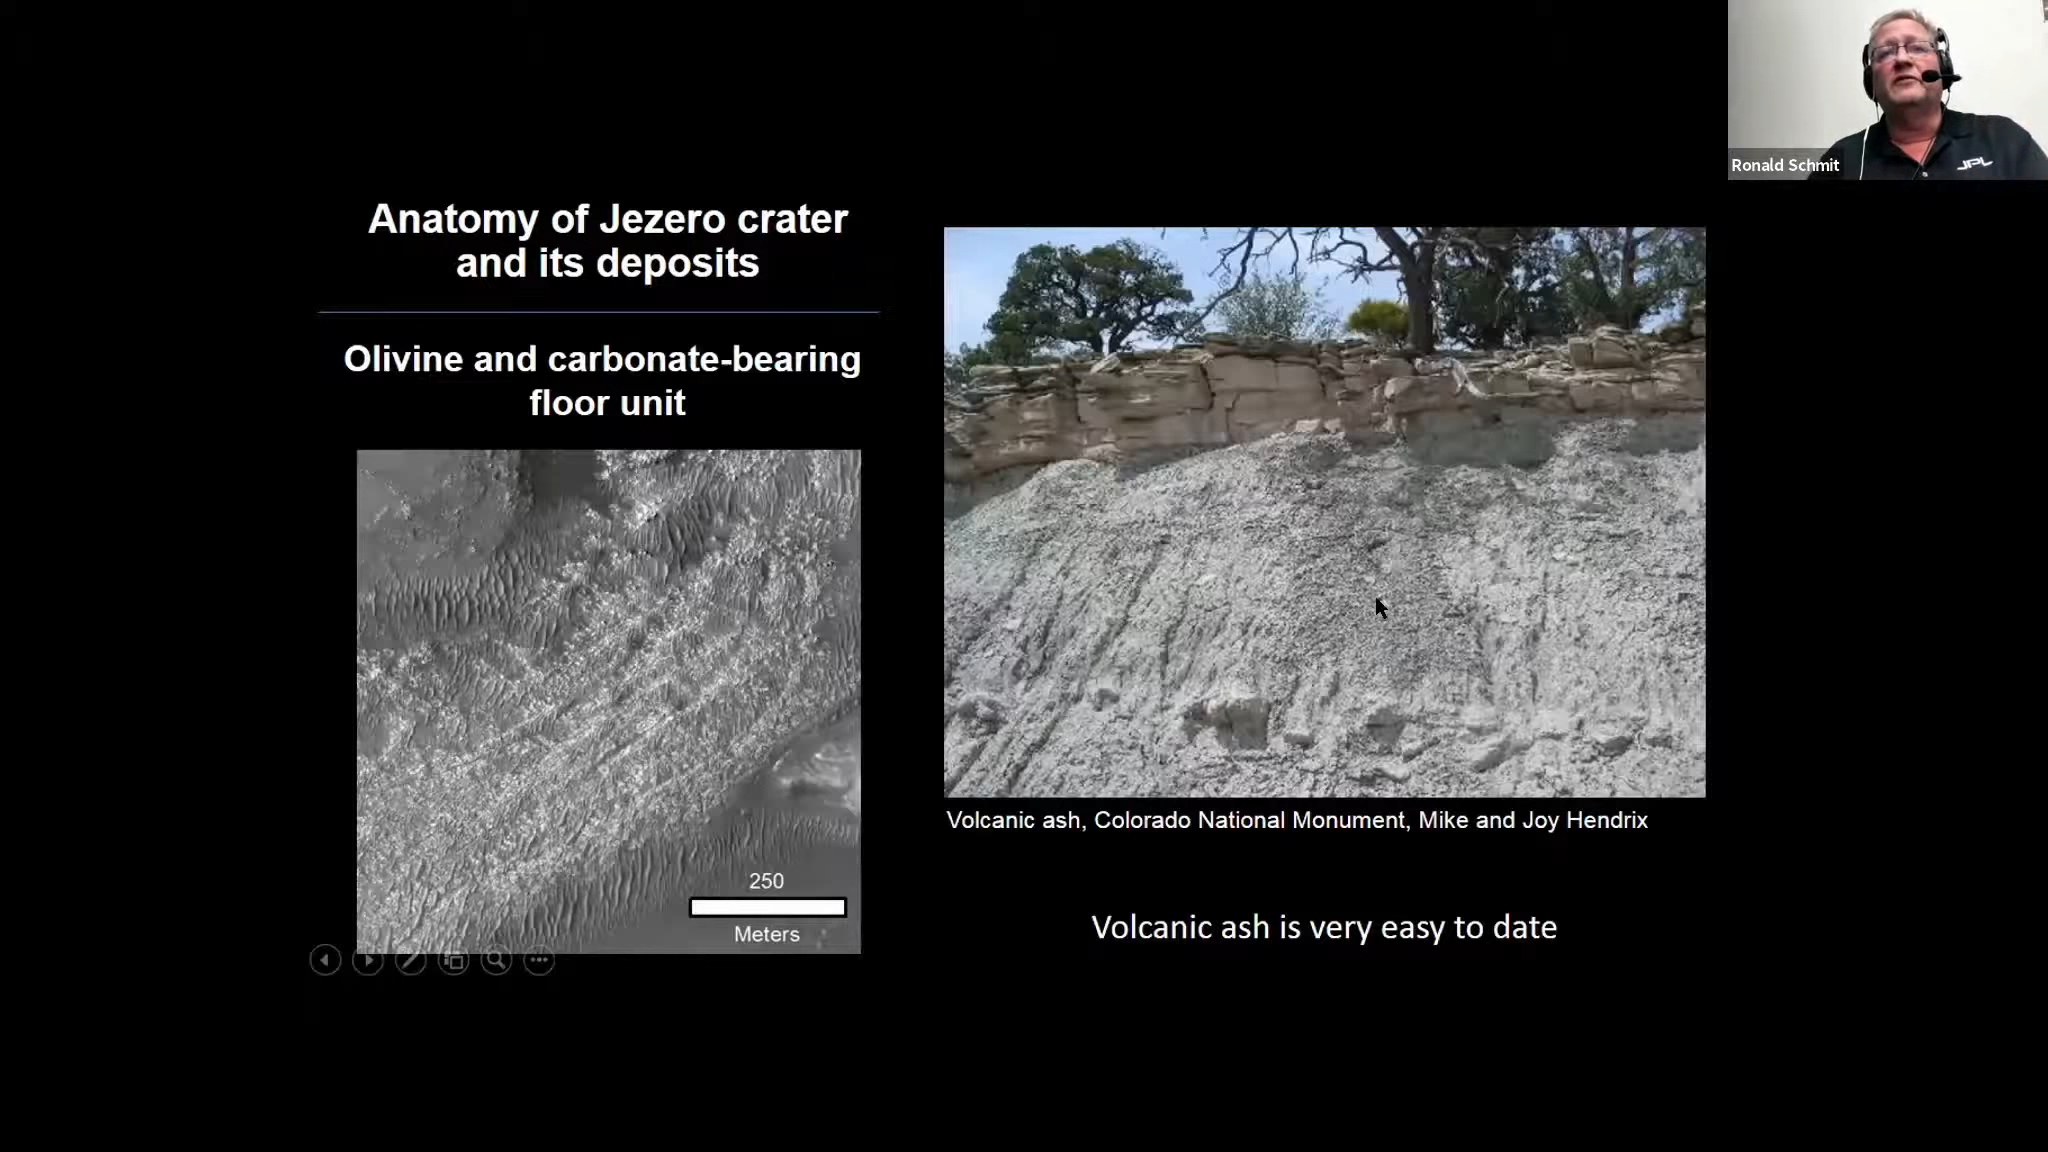 Ronald Schmit
JPL
Anatomy of Jezero crater
and its deposits
Olivine and carbonate-bearing
floor unit
250
Meters
Volcanic ash, Colorado National Monument, Mike and Joy Hendrix
Volcanic ash is very easy to date